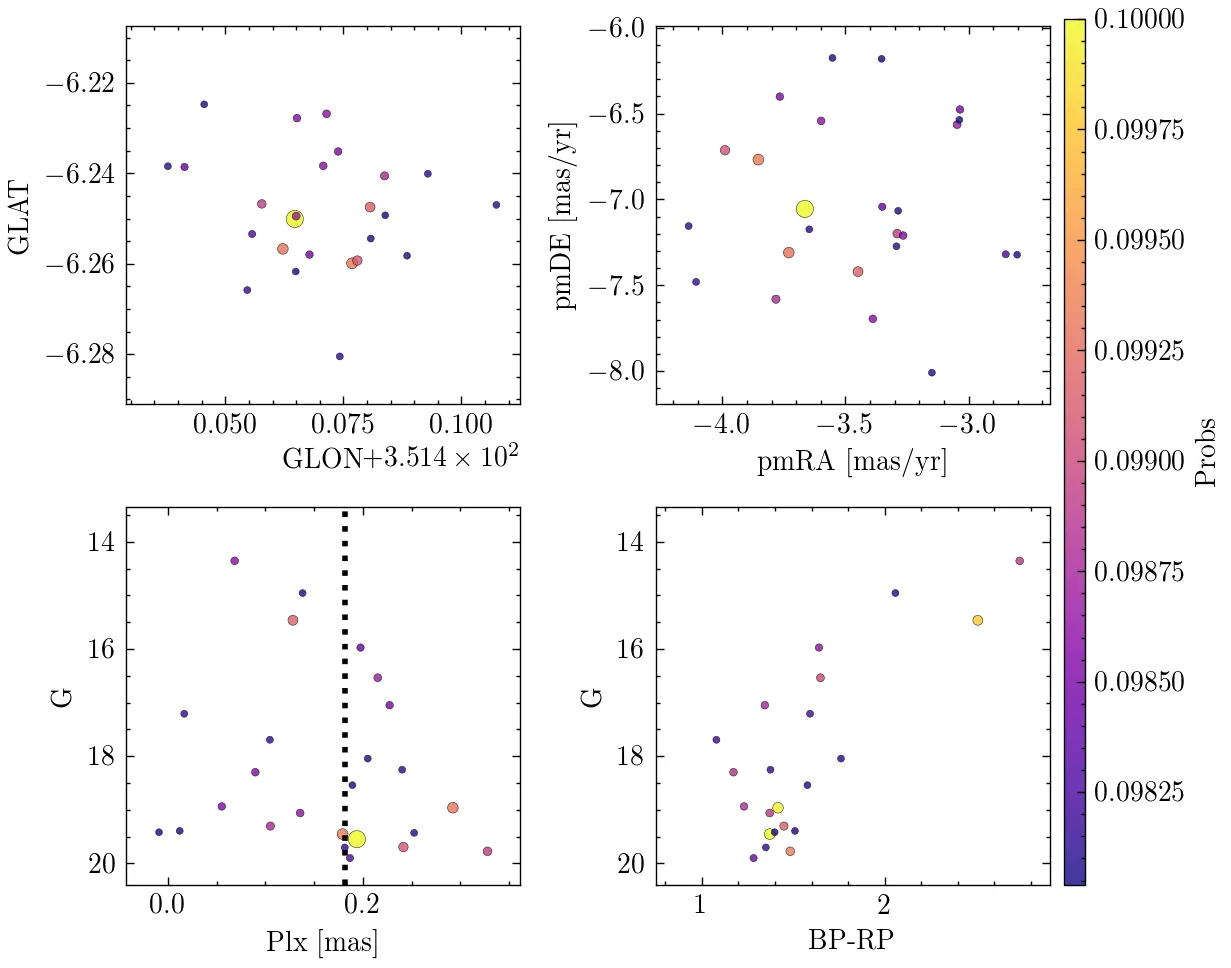 −6.22
−6.24
−6.26
−6.28
GLAT
0.050 0.075 0.100
GLON+3.514 × 10²
−6.0
−6.5
−7.0
−7.5
−8.0
pmDE [mas/yr]
−4.0 −3.5 −3.0
pmRA [mas/yr]
14
16
18
20
G
0.0 0.2
Plx [mas]
14
16
18
20
G
1 2
BP-RP
0.10000
0.09975
0.09950
0.09925
0.09900
0.09875
0.09850
0.09825
Probs